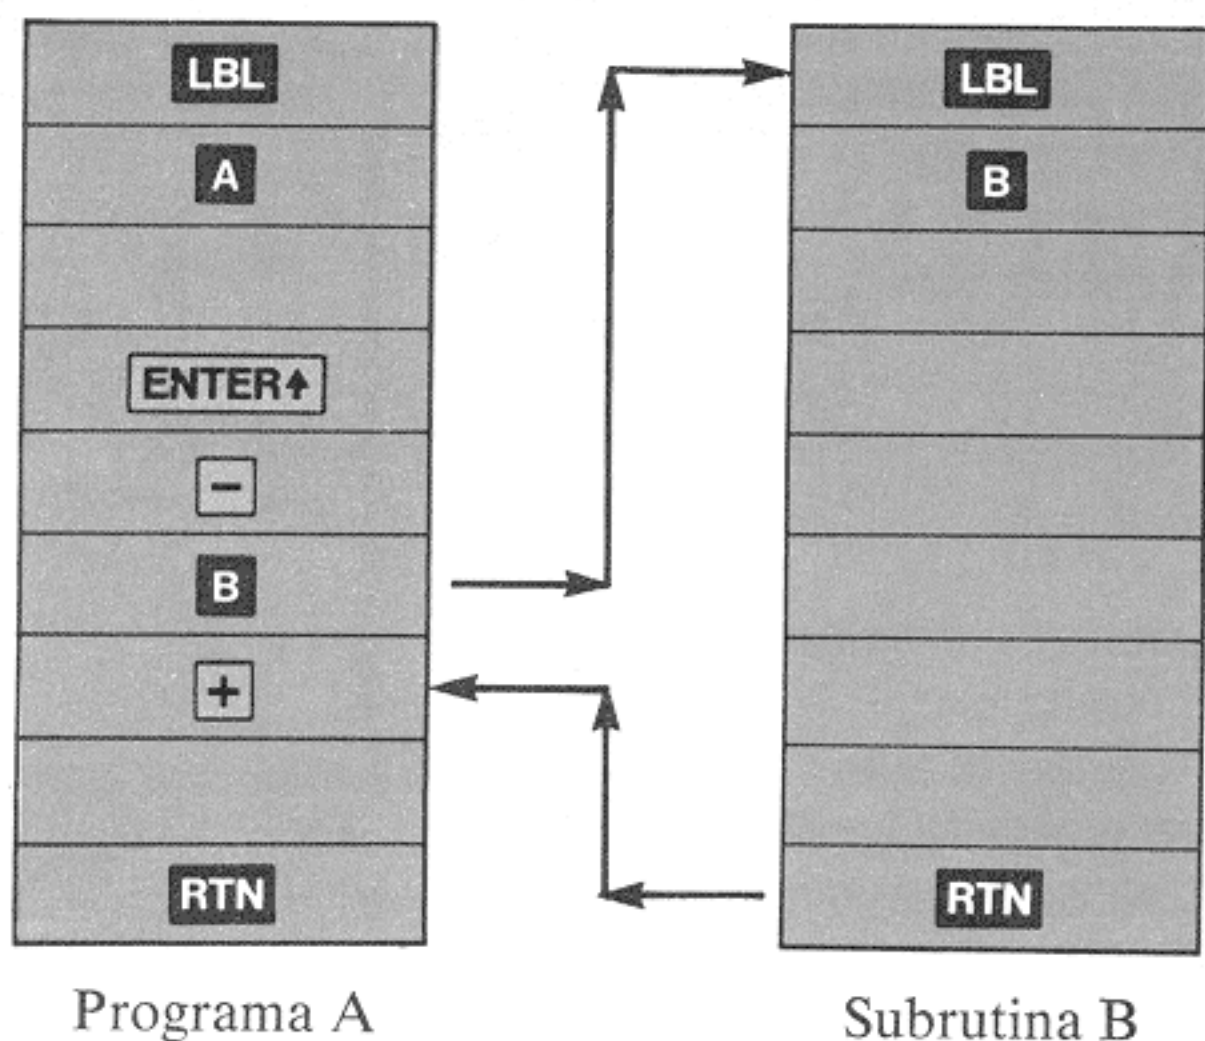 LBL
A
ENTER↑
−
B
+
RTN
Programa A
LBL
B
RTN
Subrutina B